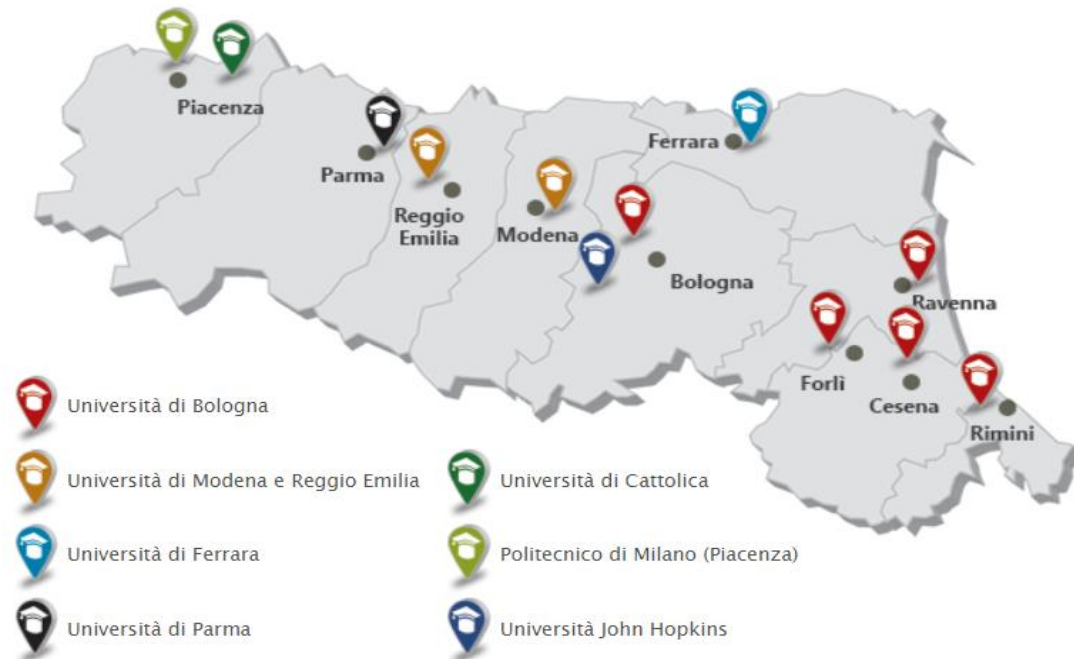 Piacenza
Ferrara
Parma
Reggio
Emilia
Modena
Bologna
Ravenna
Forlì
Cesena
Rimini
Università di Bologna
Università di Modena e Reggio Emilia
Università di Cattolica
Università di Ferrara
Politecnico di Milano (Piacenza)
Università di Parma
Università John Hopkins